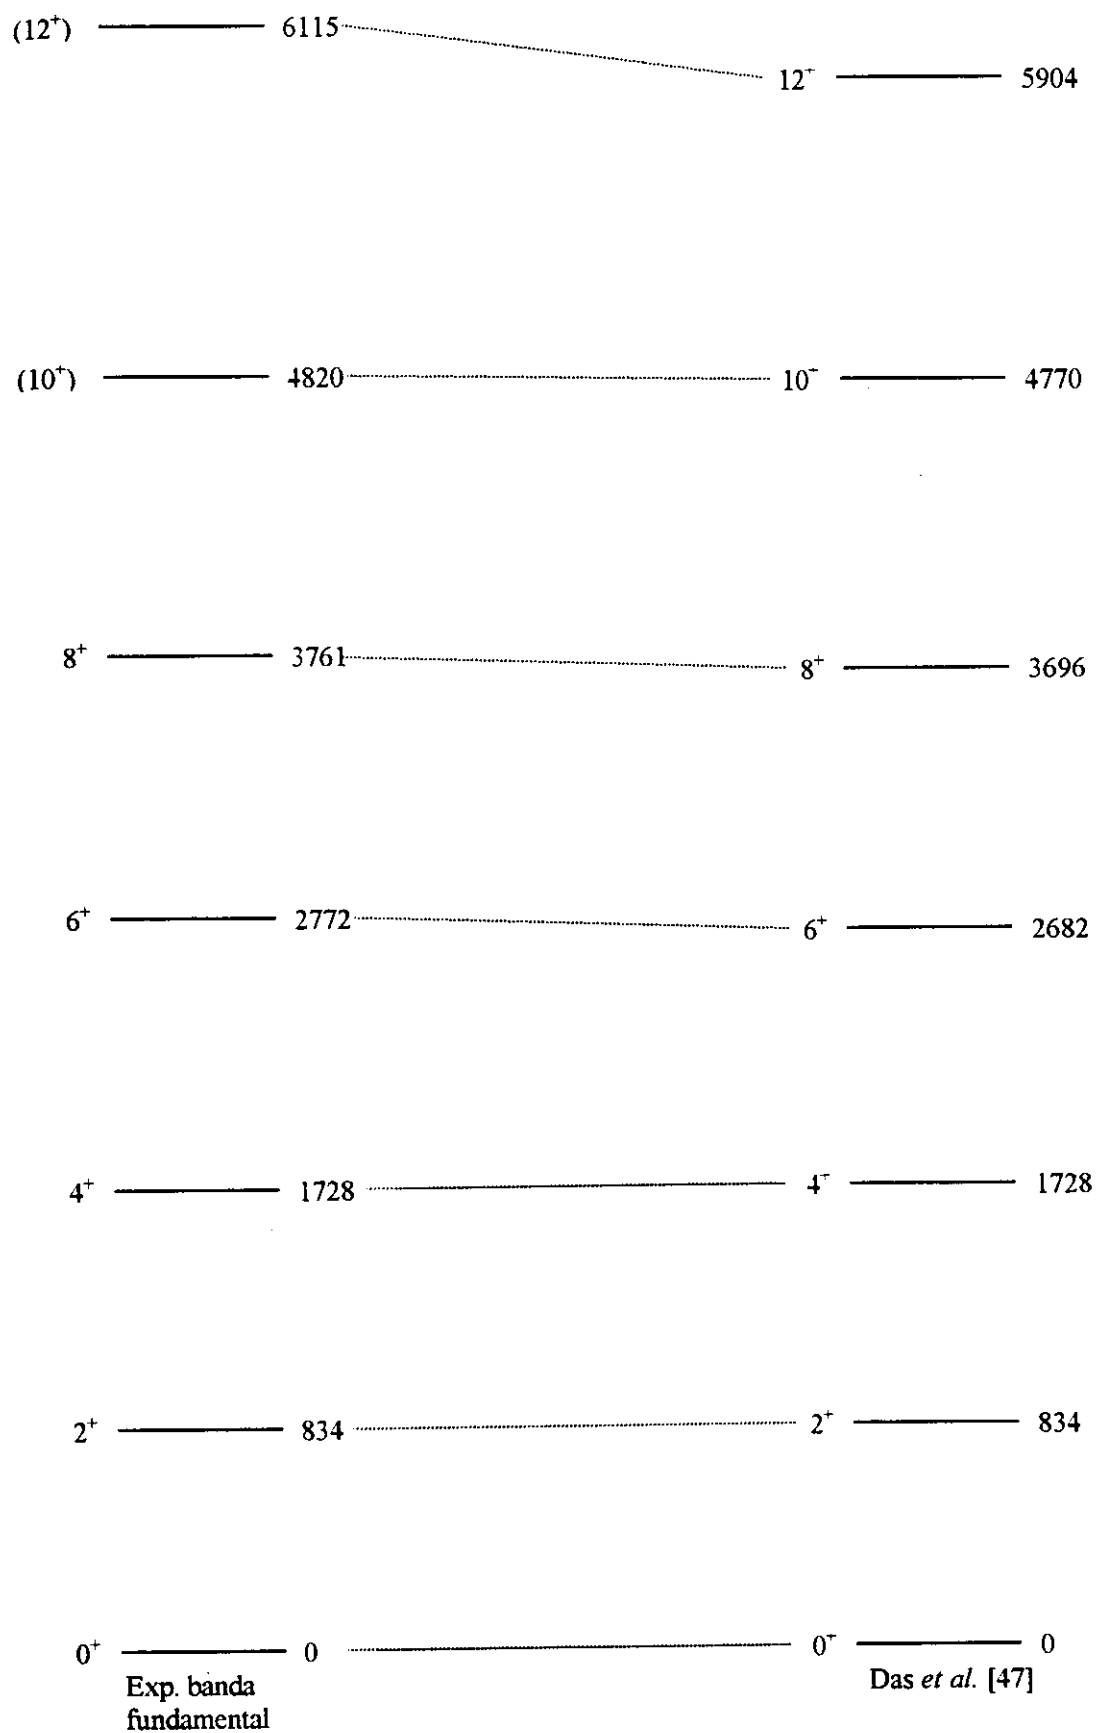 (12⁺) 6115
12⁺ 5904
(10⁺) 4820 10⁺ 4770
8⁺ 3761 8⁺ 3696
6⁺ 2772 6⁺ 2682
4⁺ 1728 4⁺ 1728
2⁺ 834 2⁺ 834
0⁺ 0 0⁺ 0
Exp. banda
fundamental
Das et al. [47]